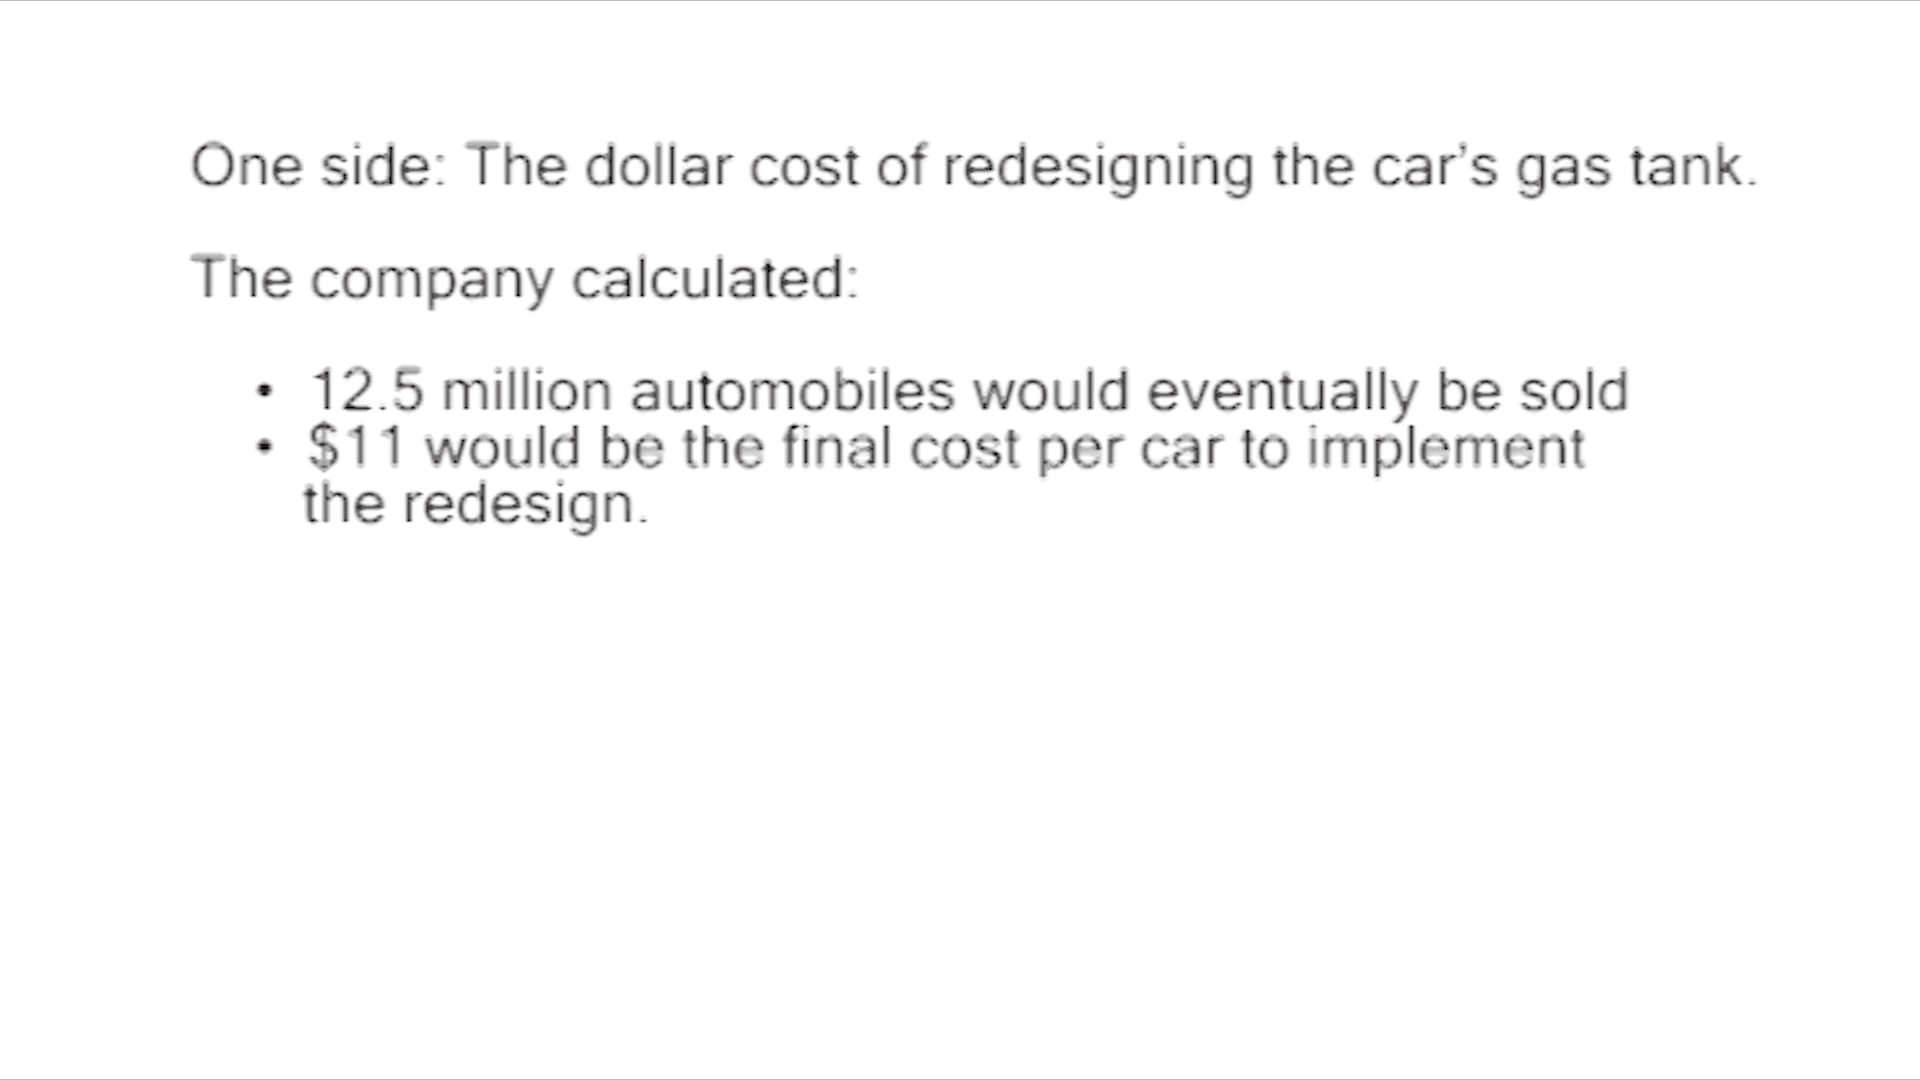 One side: The dollar cost of redesigning the car’s gas tank.
The company calculated:
• 12.5 million automobiles would eventually be sold
• $11 would be the final cost per car to implement
the redesign.